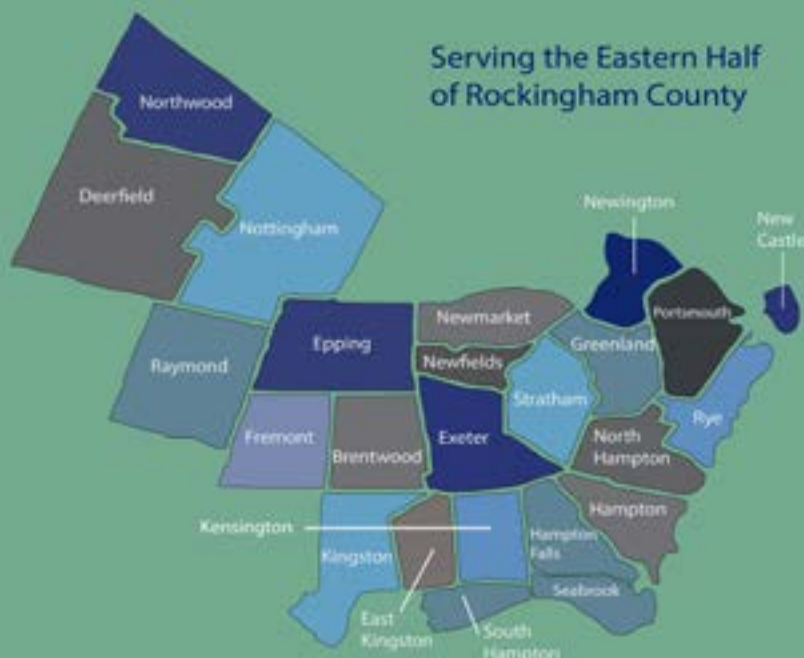 Serving the Eastern Half
of Rockingham County
Northwood
Deerfield
Nottingham
Newington
New
Castle
Newmarket
Portsmouth
Epping
Greenland
Raymond
Newfields
Stratham
Rye
Fremont
Brentwood
Exeter
North
Hampton
Kensington
Hampton
Kingston
Hampton
Falls
Seabrook
East
Kingston
South
Hampton